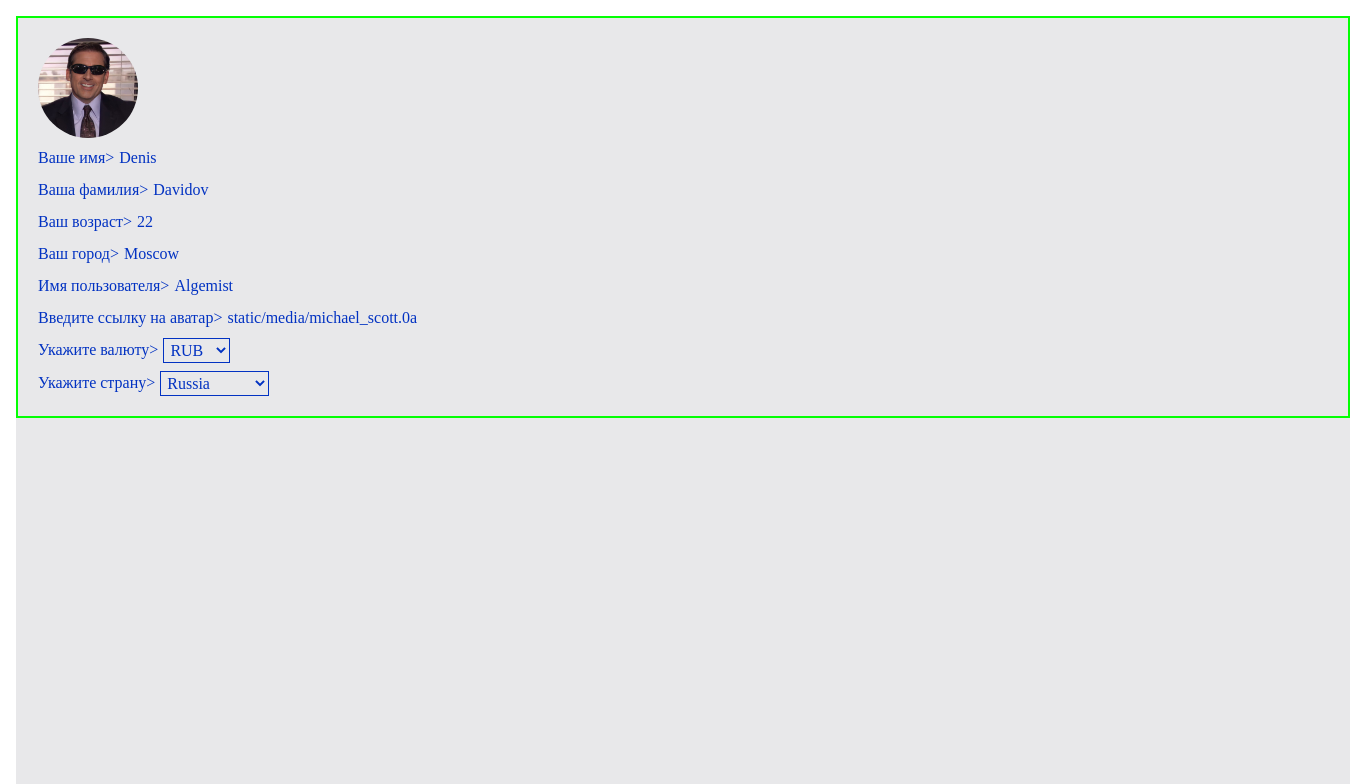 Ваше имя> Denis
Ваша фамилия> Davidov
Ваш возраст> 22
Ваш город> Moscow
Имя пользователя> Algemist
Введите ссылку на аватар> static/media/michael_scott.0a
Укажите валюту> RUB
Укажите страну> Russia